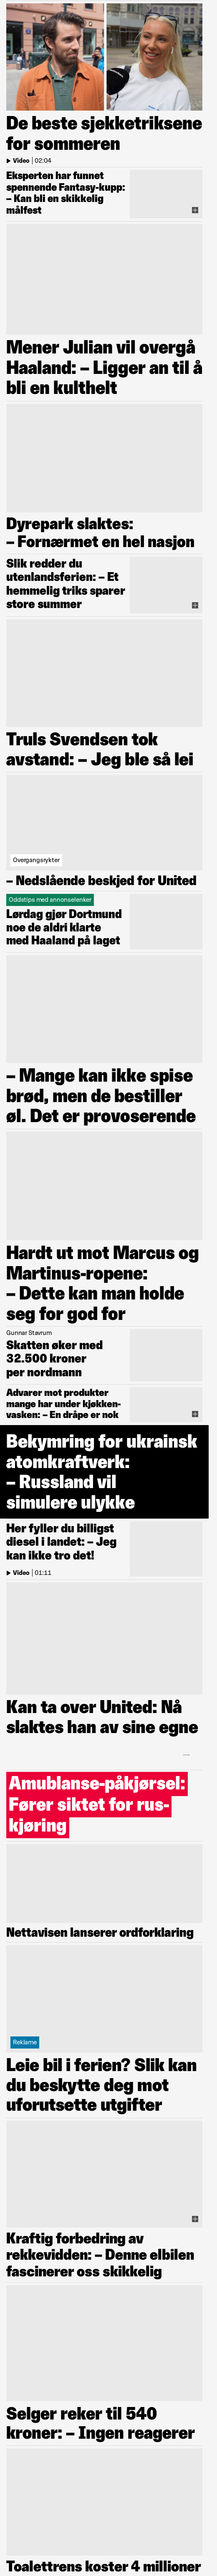 De beste sjekketriksene
for sommeren
Video | 02:04
Eksperten har funnet
spennende Fantasy-kupp:
– Kan bli en skikkelig
målfest
Mener Julian vil overgå
Haaland: – Ligger an til å
bli en kulthelt
Dyrepark slaktes:
– Fornærmet en hel nasjon
Slik redder du
utenlandsferien: – Et
hemmelig triks sparer
store summer
Truls Svendsen tok
avstand: – Jeg ble så lei
Overgangsrykter
– Nedslående beskjed for United
Oddstips med annonselenker
Lørdag gjør Dortmund
noe de aldri klarte
med Haaland på laget
– Mange kan ikke spise
brød, men de bestiller
øl. Det er provoserende
Hardt ut mot Marcus og
Martinus-ropene:
– Dette kan man holde
seg for god for
Gunnar Stavrum
Skatten øker med
32.500 kroner
per nordmann
Advarer mot produkter
mange har under kjøkken-
vasken: – En dråpe er nok
Bekymring for ukrainsk
atomkraftverk:
– Russland vil
simulere ulykke
Her fyller du billigst
diesel i landet: – Jeg
kan ikke tro det!
Video | 01:11
Kan ta over United: Nå
slaktes han av sine egne
Amublanse-påkjørsel:
Fører siktet for rus-
kjøring
Nettavisen lanserer ordforklaring
Reklame
Leie bil i ferien? Slik kan
du beskytte deg mot
uforutsette utgifter
Kraftig forbedring av
rekkevidden: – Denne elbilen
fascinerer oss skikkelig
Selger reker til 540
kroner: – Ingen reagerer
Toalettrens koster 4 millioner